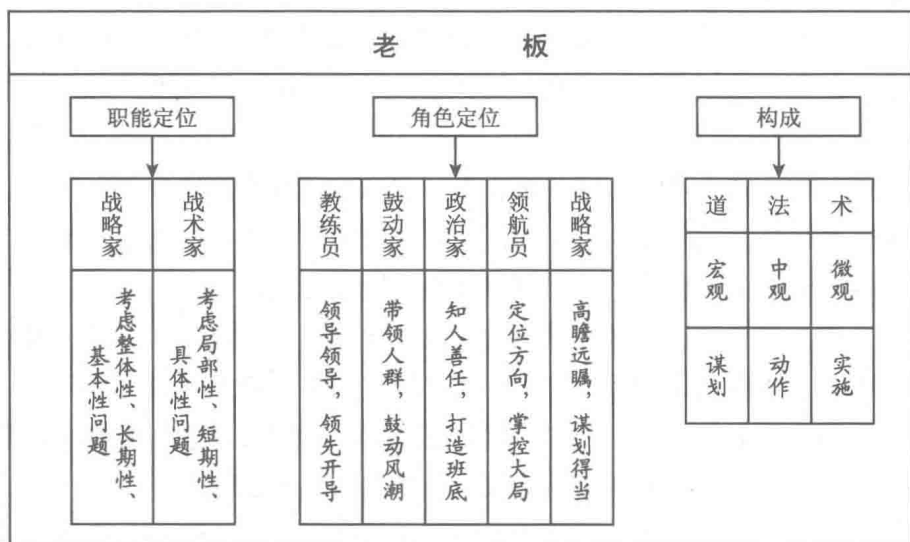 老 板
职能定位
战略家
考虑整体性、长期性、
基本性问题
战术家
考虑局部性、短期性、
具体性问题
角色定位
教练员
领导领导，领先开导
鼓动家
带领人群，鼓动风潮
政治家
知人善任，打造班底
领航员
定位方向，掌控大局
战略家
高瞻远瞩，谋划得当
构成
道 法 术
宏观 中观 微观
谋划 动作 实施